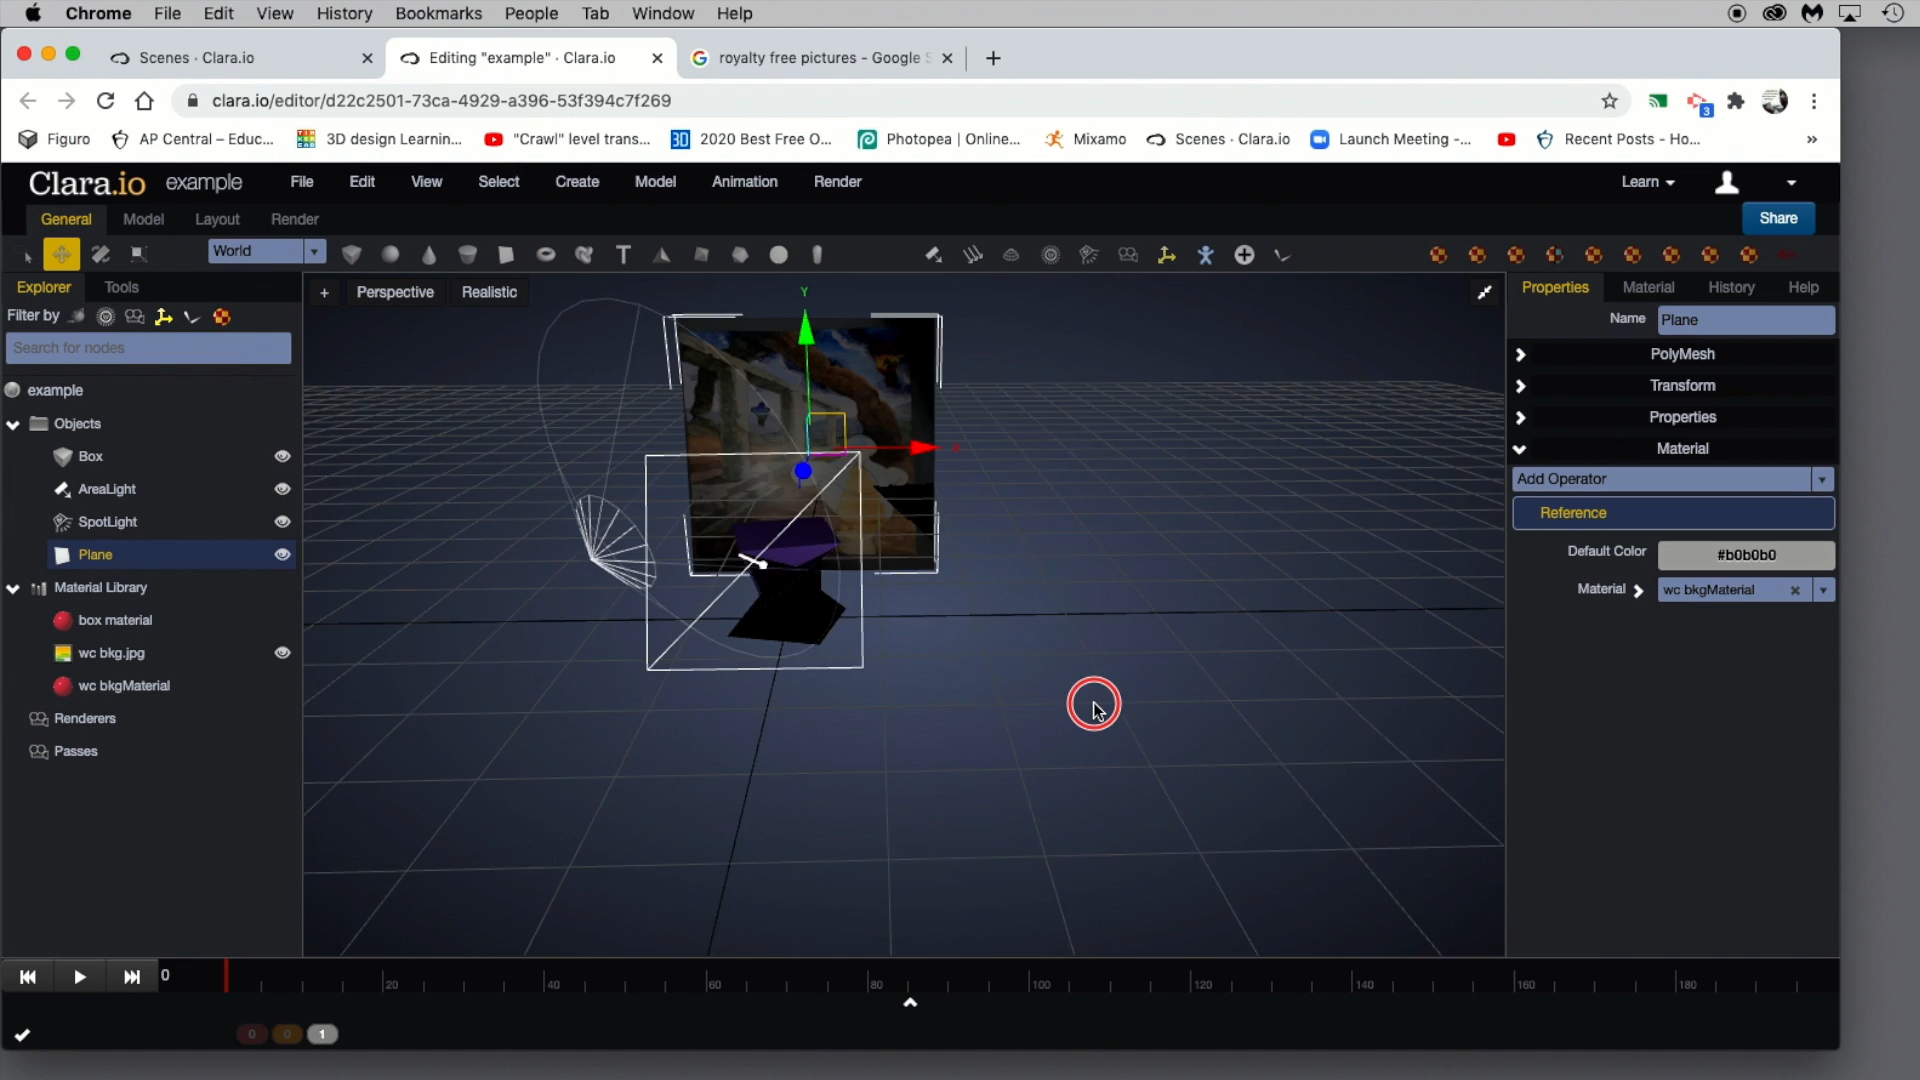 Chrome File Edit View History Bookmarks People Tab Window Help
Scenes · Clara.io
Editing "example" · Clara.io
royalty free pictures - Google
clara.io/editor/d22c2501-73ca-4929-a396-53f394c7f269
3
Figuro
AP Central – Educ...
3D design Learnin...
"Crawl" level trans...
3D
2020 Best Free O...
Photopea | Online...
Mixamo
Scenes · Clara.io
Launch Meeting -...
Recent Posts - Ho...
»
Clara.io example File Edit View Select Create Model Animation Render Learn
General Model Layout Render Share
World
T
Explorer Tools
Filter by
Search for nodes
example
Objects
Box
AreaLight
SpotLight
Plane
Material Library
box material
wc bkg.jpg
wc bkgMaterial
Renderers
Passes
+ Perspective Realistic
Y
Properties Material History Help
Name Plane
PolyMesh
Transform
Properties
Material
Add Operator
Reference
Default Color #b0b0b0
Material wc bkgMaterial
0
20 40 60 80 100 120 140 160 180
0 0 1